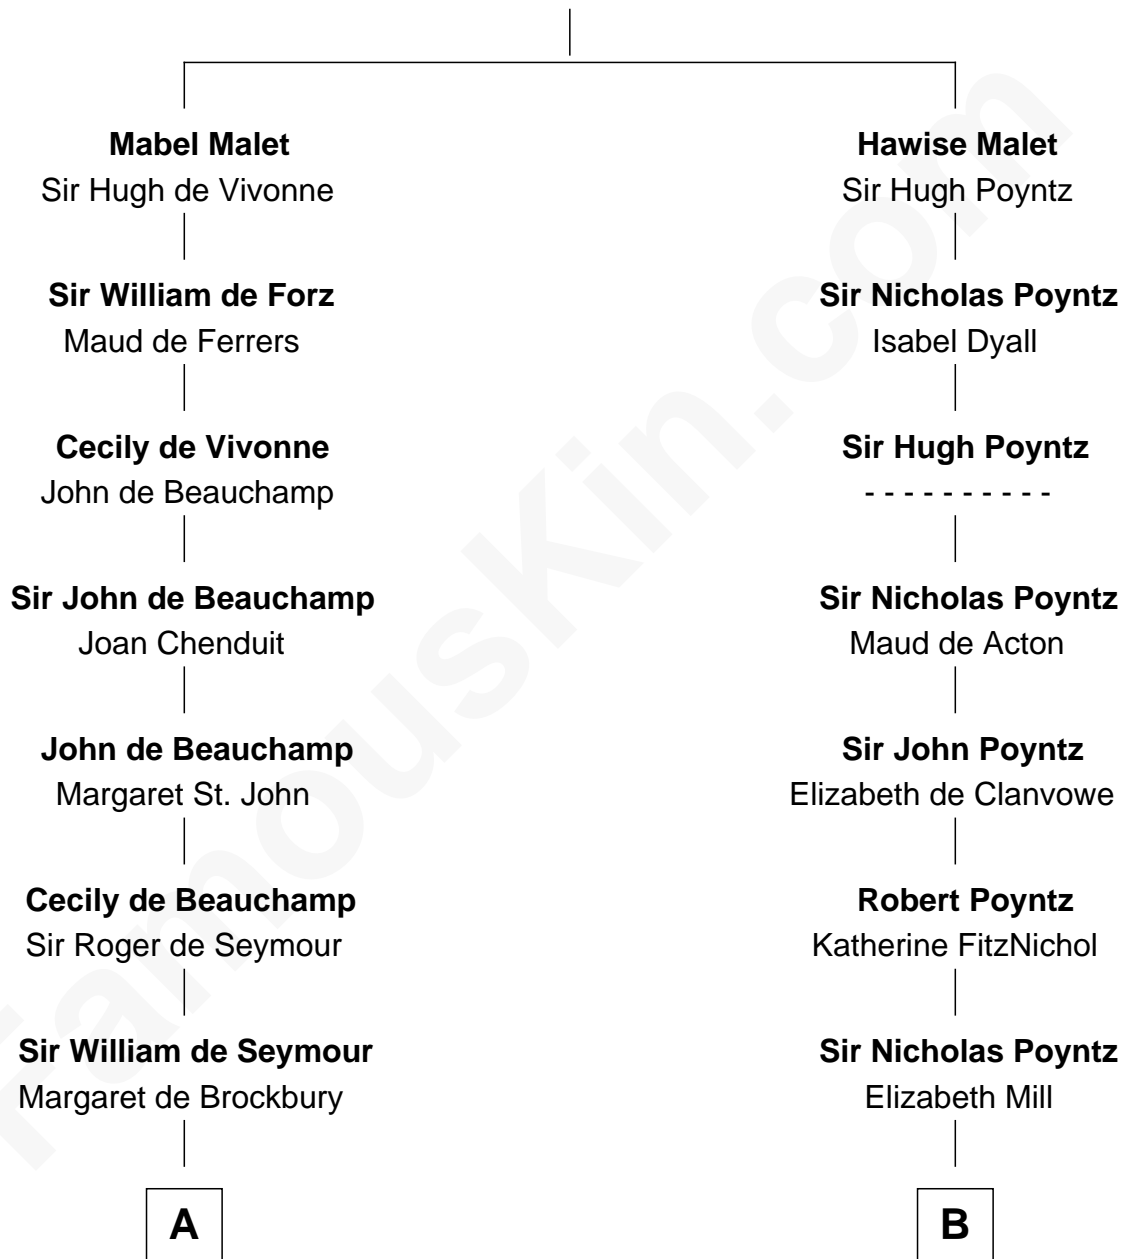 Mabel Malet
Sir Hugh de Vivonne
Hawise Malet
Sir Hugh Poyntz
Sir William de Forz
Maud de Ferrers
Sir Nicholas Poyntz
Isabel Dyall
Cecily de Vivonne
John de Beauchamp
Sir Hugh Poyntz
- - - - - - - - - -
Sir John de Beauchamp
Joan Chenduit
Sir Nicholas Poyntz
Maud de Acton
John de Beauchamp
Margaret St. John
Sir John Poyntz
Elizabeth de Clanvowe
Cecily de Beauchamp
Sir Roger de Seymour
Robert Poyntz
Katherine FitzNichol
Sir William de Seymour
Margaret de Brockbury
Sir Nicholas Poyntz
Elizabeth Mill
A
B
FamousKin.com